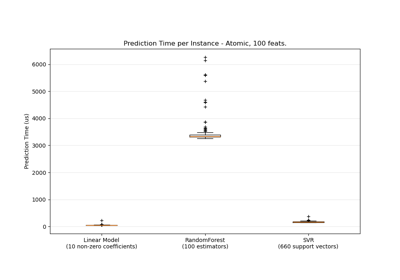 Prediction Time per Instance - Atomic, 100 feats.
6000
5000
4000
3000
2000
1000
0
Prediction Time (us)
Linear Model
(10 non-zero coefficients)
RandomForest
(100 estimators)
SVR
(660 support vectors)